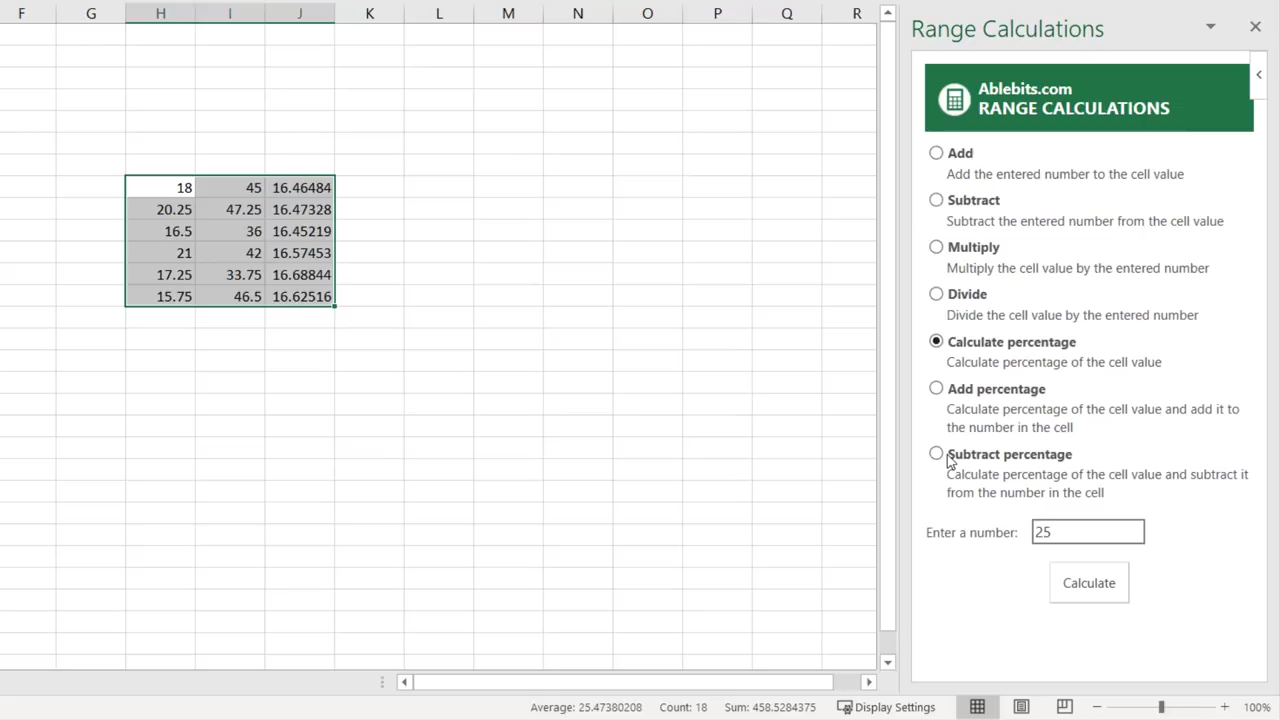 F G H I J K L M N O P Q R
18 45 16.46484
20.25 47.25 16.47328
16.5 36 16.45219
21 42 16.57453
17.25 33.75 16.68844
15.75 46.5 16.62516
Range Calculations
Ablebits.com
RANGE CALCULATIONS
Add
Add the entered number to the cell value
Subtract
Subtract the entered number from the cell value
Multiply
Multiply the cell value by the entered number
Divide
Divide the cell value by the entered number
Calculate percentage
Calculate percentage of the cell value
Add percentage
Calculate percentage of the cell value and add it to
the number in the cell
Subtract percentage
Calculate percentage of the cell value and subtract it
from the number in the cell
Enter a number: 25
Calculate
Average: 25.47380208 Count: 18 Sum: 458.5284375 Display Settings 100%